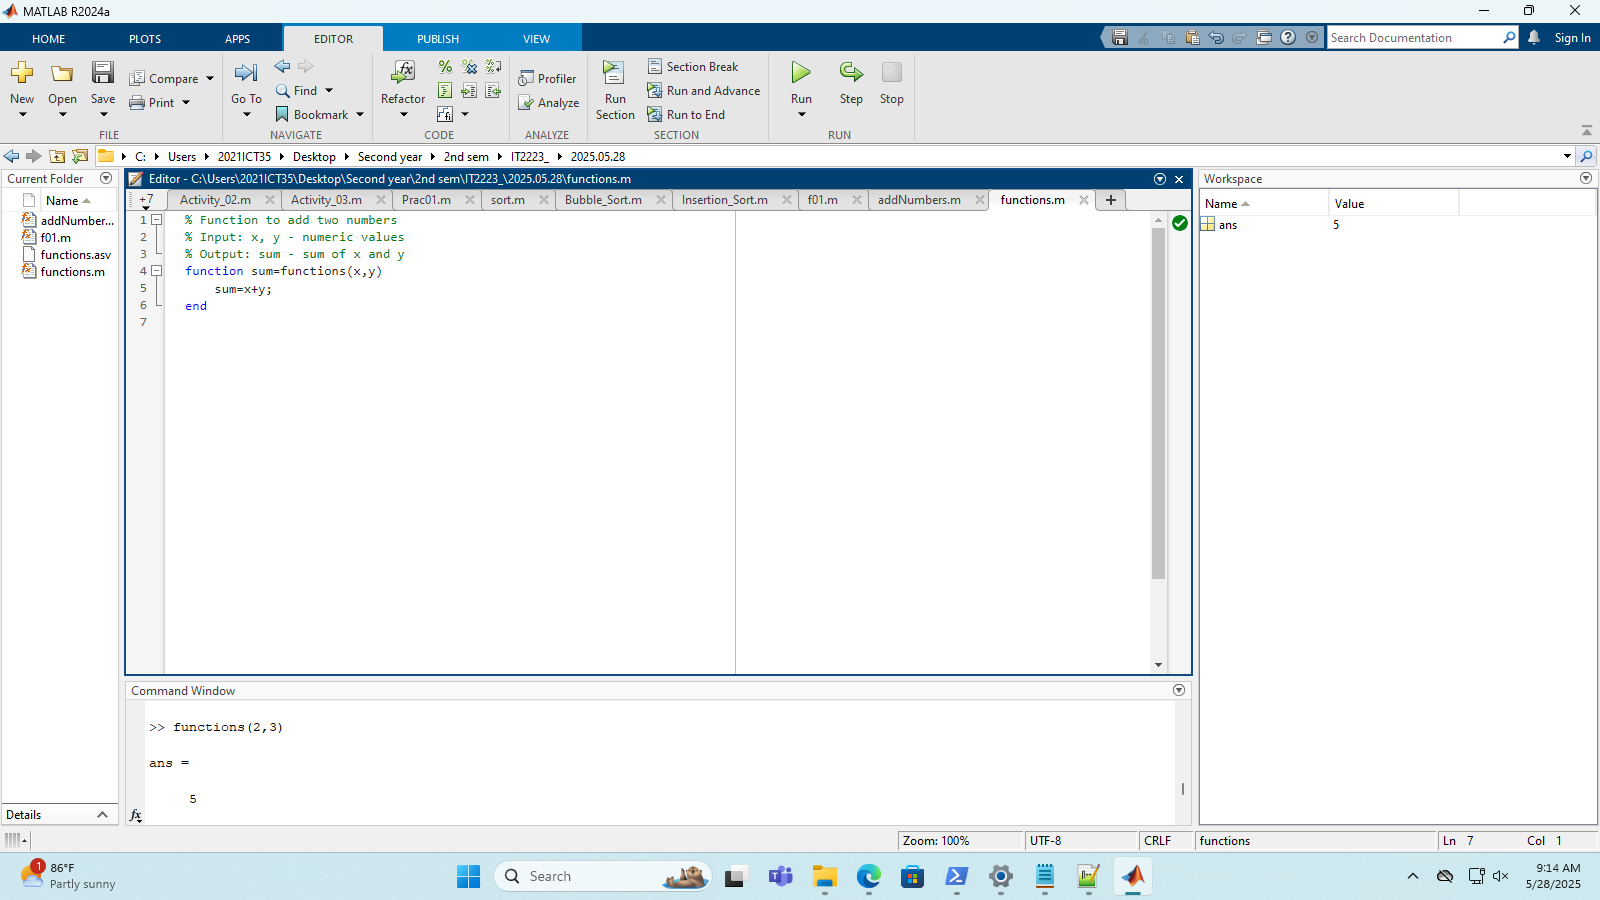 MATLAB R2024a
HOME PLOTS APPS EDITOR PUBLISH VIEW
Search Documentation
Sign In
New
Open
Save
Compare
Print
FILE
Go To
Find
Bookmark
NAVIGATE
Refactor
CODE
Profiler
Analyze
ANALYZE
Run
Section
Section Break
Run and Advance
Run to End
SECTION
Run
Step
Stop
RUN
C: Users 2021ICT35 Desktop Second year 2nd sem IT2223_ 2025.05.28
Current Folder
Name
addNumber...
f01.m
functions.asv
functions.m
Details
Editor - C:\Users\2021ICT35\Desktop\Second year\2nd sem\IT2223_\2025.05.28\functions.m
+7 Activity_02.m Activity_03.m Prac01.m sort.m Bubble_Sort.m Insertion_Sort.m f01.m addNumbers.m functions.m
1 % Function to add two numbers
2 % Input: x, y - numeric values
3 % Output: sum - sum of x and y
4 function sum=functions(x,y)
5 sum=x+y;
6 end
7
Command Window
>> functions(2,3)
ans =
5
fx
Workspace
Name Value
ans 5
Zoom: 100% UTF-8 CRLF functions Ln 7 Col 1
1
86°F
Partly sunny
Search
9:14 AM
5/28/2025